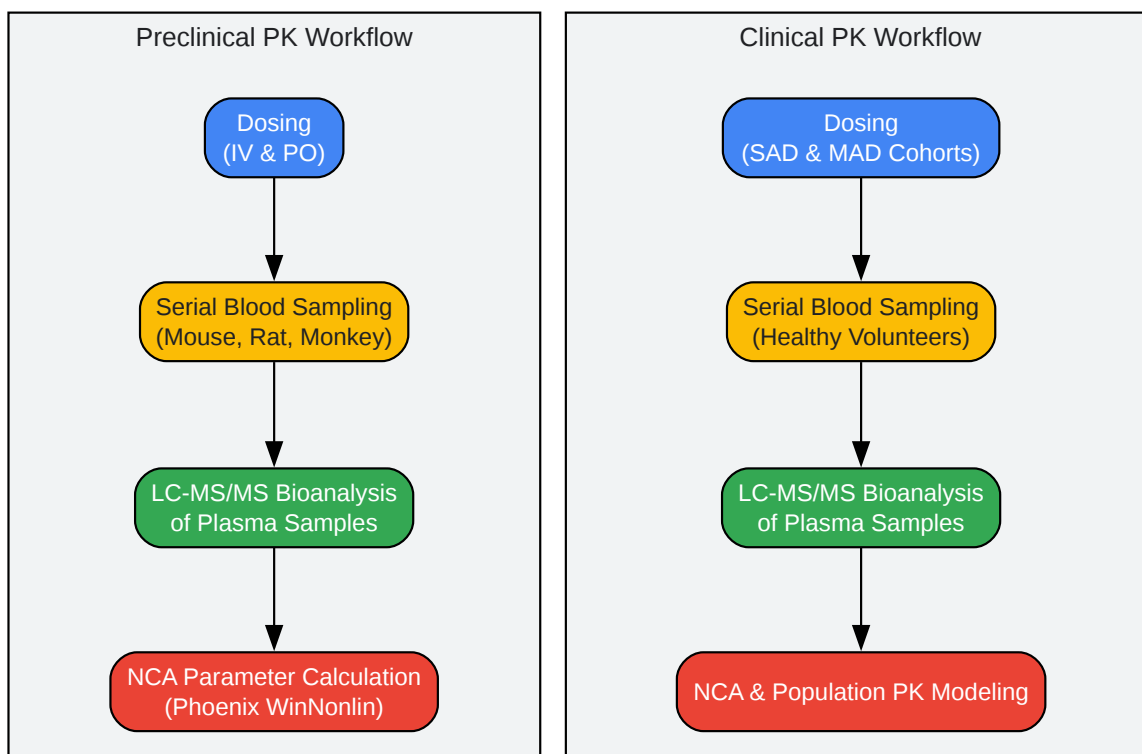 Preclinical PK Workflow
Dosing
(IV & PO)
Serial Blood Sampling
(Mouse, Rat, Monkey)
LC-MS/MS Bioanalysis
of Plasma Samples
NCA Parameter Calculation
(Phoenix WinNonlin)
Clinical PK Workflow
Dosing
(SAD & MAD Cohorts)
Serial Blood Sampling
(Healthy Volunteers)
LC-MS/MS Bioanalysis
of Plasma Samples
NCA & Population PK Modeling